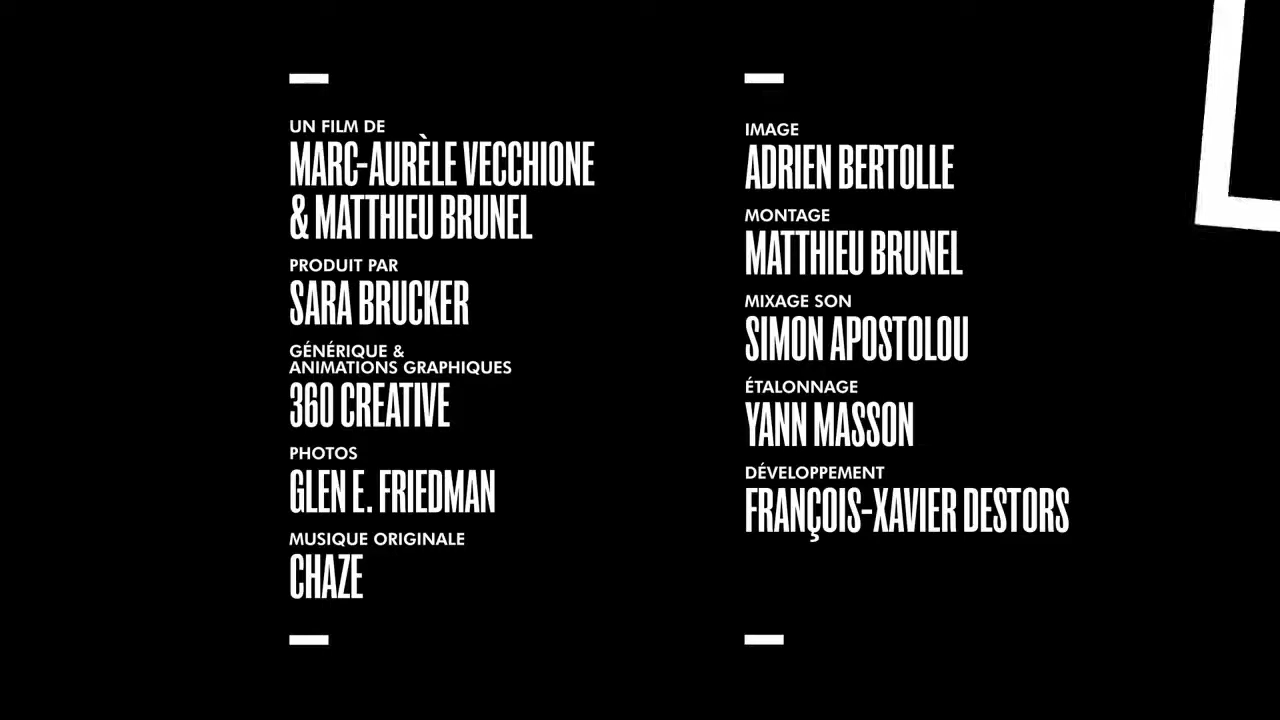 UN FILM DE
MARC-AURÈLE VECCHIONE
& MATTHIEU BRUNEL
PRODUIT PAR
SARA BRUCKER
GÉNÉRIQUE &
ANIMATIONS GRAPHIQUES
360 CREATIVE
PHOTOS
GLEN E. FRIEDMAN
MUSIQUE ORIGINALE
CHAZE
IMAGE
ADRIEN BERTOLLE
MONTAGE
MATTHIEU BRUNEL
MIXAGE SON
SIMON APOSTOLOU
ÉTALONNAGE
YANN MASSON
DÉVELOPPEMENT
FRANÇOIS-XAVIER DESTORS